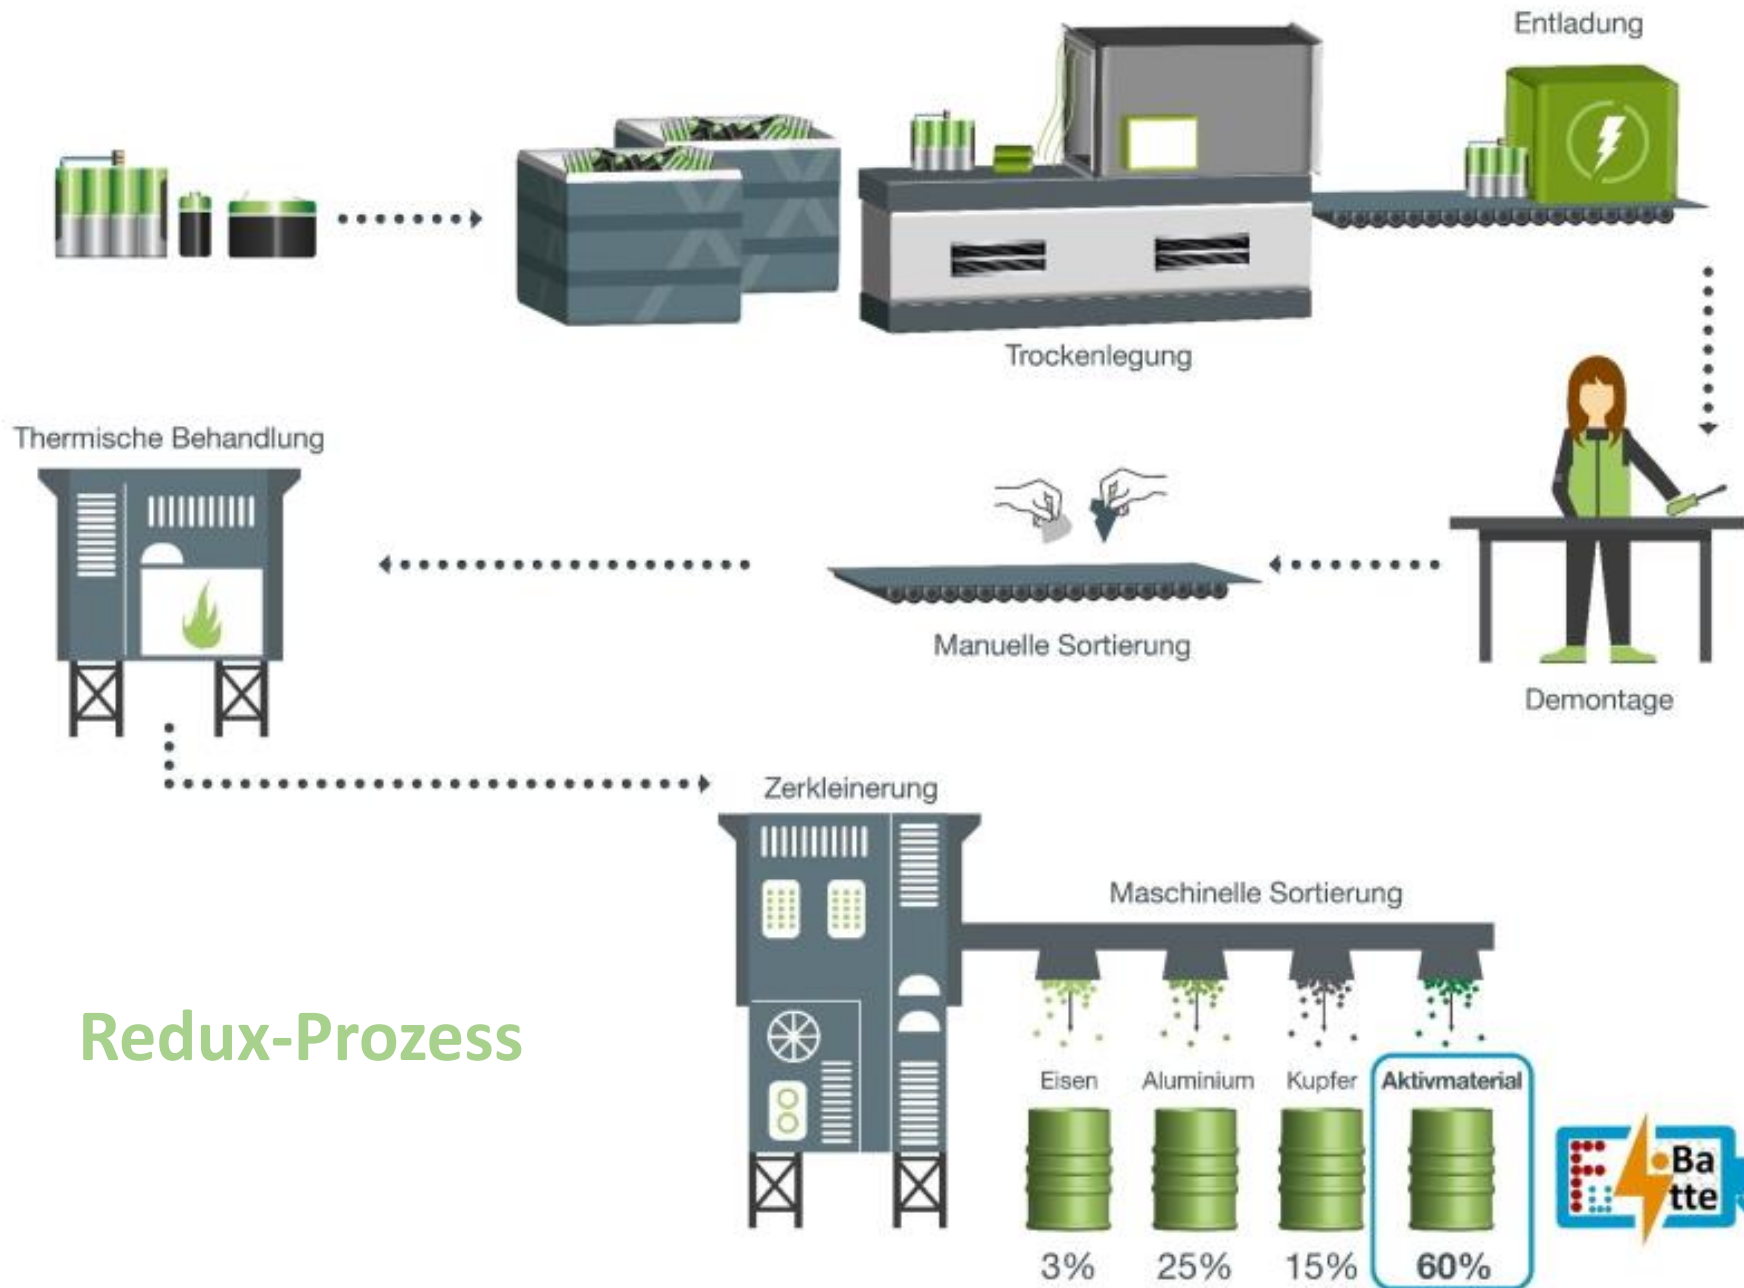 Entladung
Trockenlegung
Thermische Behandlung
Manuelle Sortierung
Demontage
Zerkleinerung
Maschinelle Sortierung
Redux-Prozess
Eisen Aluminium Kupfer Aktivmaterial
3% 25% 15% 60%
Ba
tte